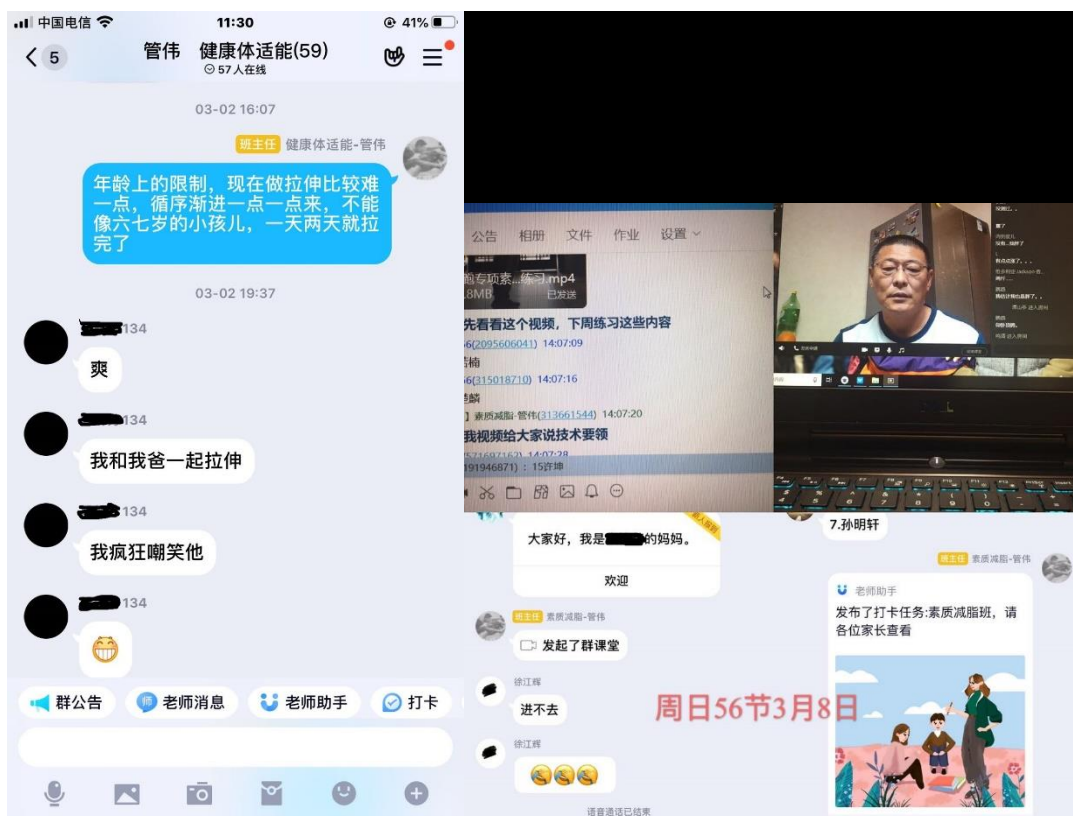 中国电信
11:30
41%
5
管伟 健康体适能(59)
57人在线
03-02 16:07
班主任 健康体适能-管伟
年龄上的限制，现在做拉伸比较难
一点，循序渐进一点一点来，不能
像六七岁的小孩儿，一天两天就拉
完了
03-02 19:37
134
爽
134
我和我爸一起拉伸
134
我疯狂嘲笑他
134
群公告
师 老师消息
老师助手
打卡
公告 相册 文件 作业 设置
专项素...练习.mp4
.8MB
已发送
先看看这个视频，下周练习这些内容
56(2095606041) 14:07:09
楠
56(315018710) 14:07:16
】素质减脂-管伟(313661544) 14:07:20
我视频给大家说技术要领
191946871)：15许坤
大家好，我是
的妈妈。
欢迎
班主任 素质减脂-管伟
发起了群课堂
徐江辉
进不去
徐江辉
语音通话已结束
7.孙明轩
班主任 素质减脂-管伟
老师助手
发布了打卡任务:素质减脂班，请
各位家长查看
周日56节3月8日